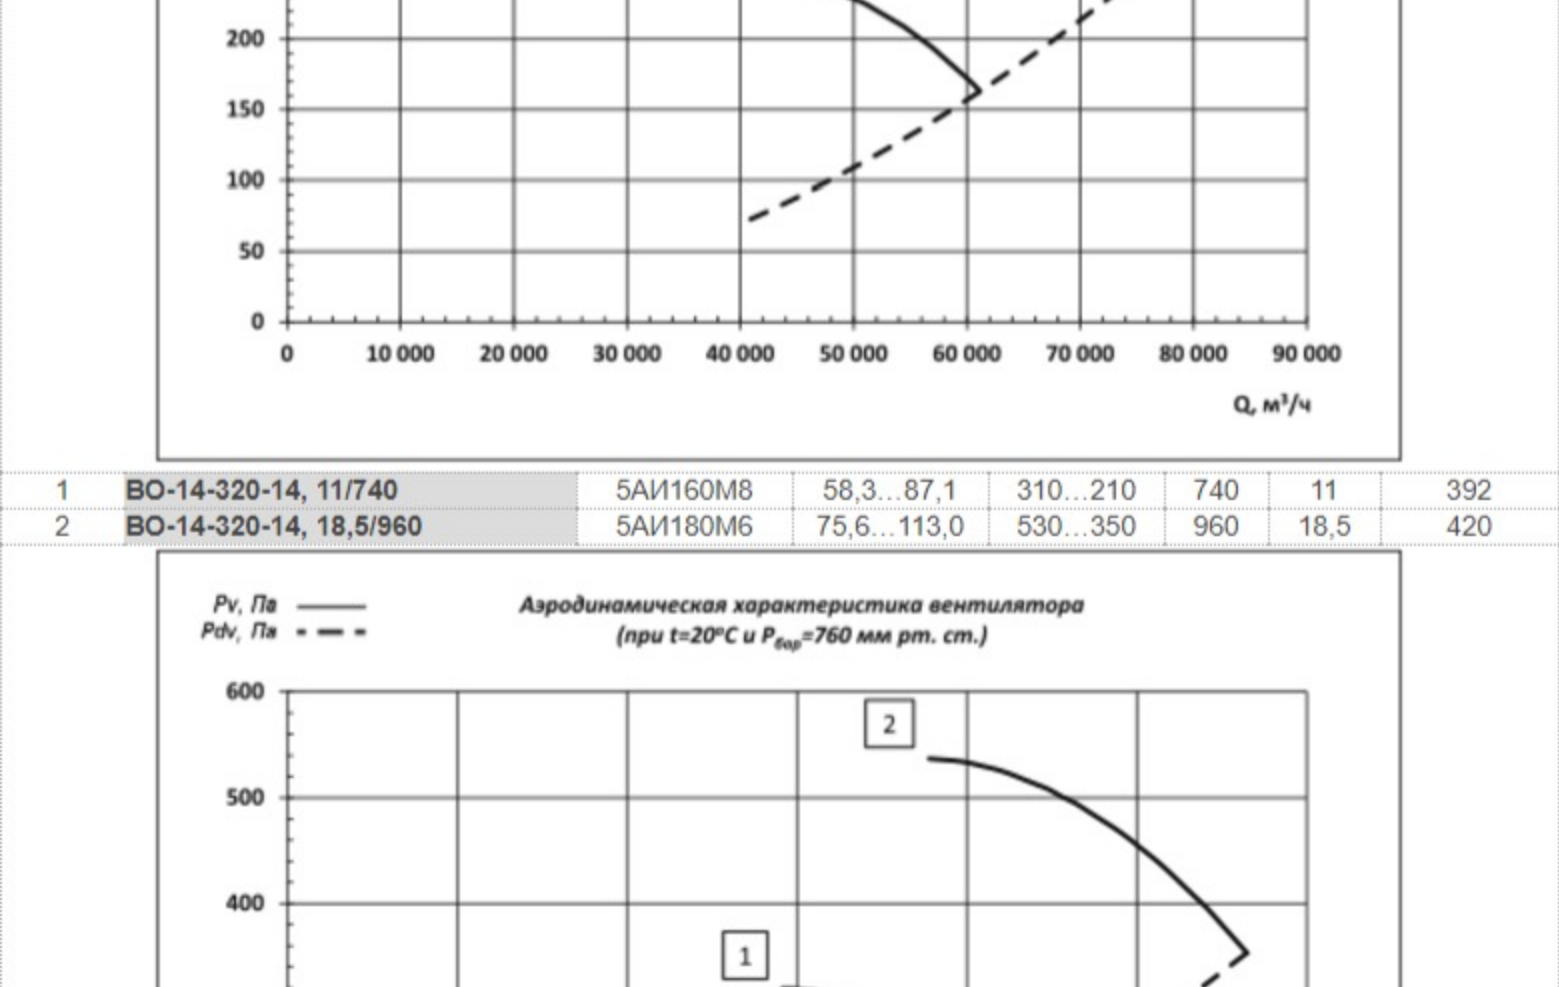 200
150
100
50
0
0 10 000 20 000 30 000 40 000 50 000 60 000 70 000 80 000 90 000
Q, м³/ч
1 ВО-14-320-14, 11/740 5АИ160М8 58,3...87,1 310...210 740 11 392
2 ВО-14-320-14, 18,5/960 5АИ180М6 75,6...113,0 530...350 960 18,5 420
Pv, Па
Pdv, Па
Аэродинамическая характеристика вентилятора
(при t=20°C и Pбар=760 мм рт. ст.)
600
2
500
400
1